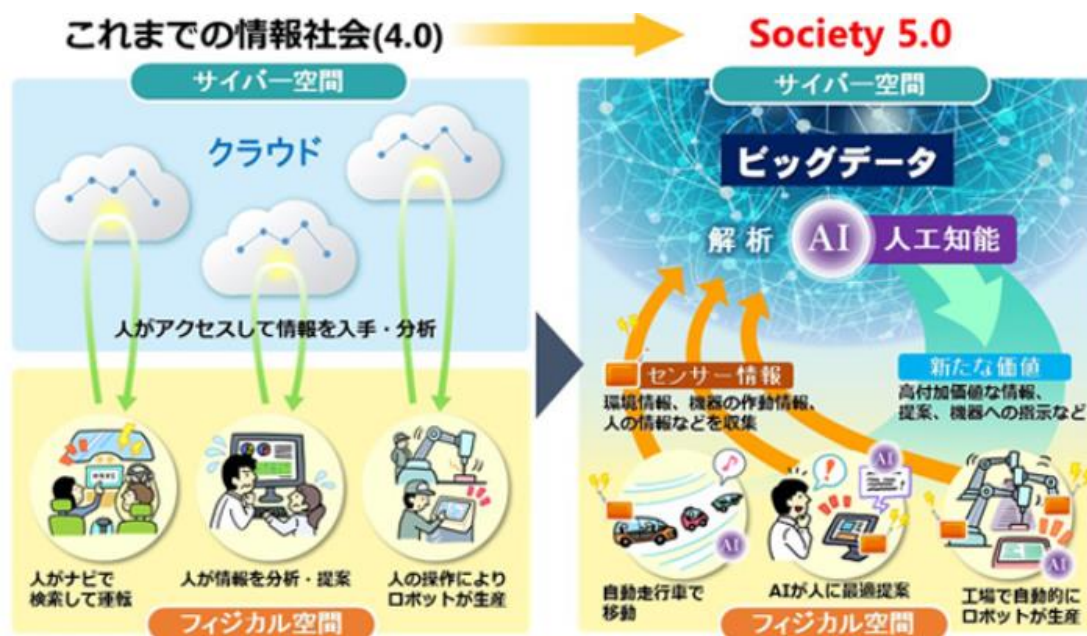 これまでの情報社会(4.0)
Society 5.0
サイバー空間
クラウド
人がアクセスして情報を入手・分析
人がナビで
検索して運転
人が情報を分析・提案
人の操作により
ロボットが生産
フィジカル空間
サイバー空間
ビッグデータ
解析
AI
人工知能
センサー情報
環境情報、機器の作動情報、
人の情報などを収集
新たな価値
高付加価値な情報、
提案、機器への指示など
AI
AI
AI
自動走行車で
移動
AIが人に最適提案
工場で自動的に
ロボットが生産
フィジカル空間